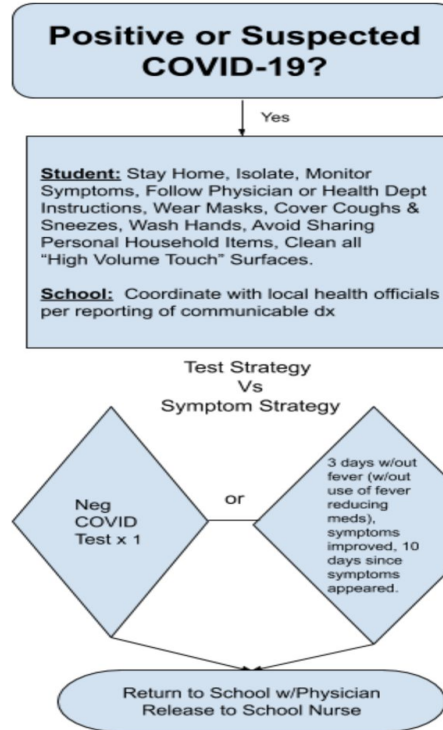 Positive or Suspected
COVID-19?
Yes
Student: Stay Home, Isolate, Monitor
Symptoms, Follow Physician or Health Dept
Instructions, Wear Masks, Cover Coughs &
Sneezes, Wash Hands, Avoid Sharing
Personal Household Items, Clean all
“High Volume Touch” Surfaces.
School: Coordinate with local health officials
per reporting of communicable dx
Test Strategy
Vs
Symptom Strategy
Neg
COVID
Test x 1
or
3 days w/out
fever (w/out
use of fever
reducing
meds),
symptoms
improved, 10
days since
symptoms
appeared.
Return to School w/Physician
Release to School Nurse